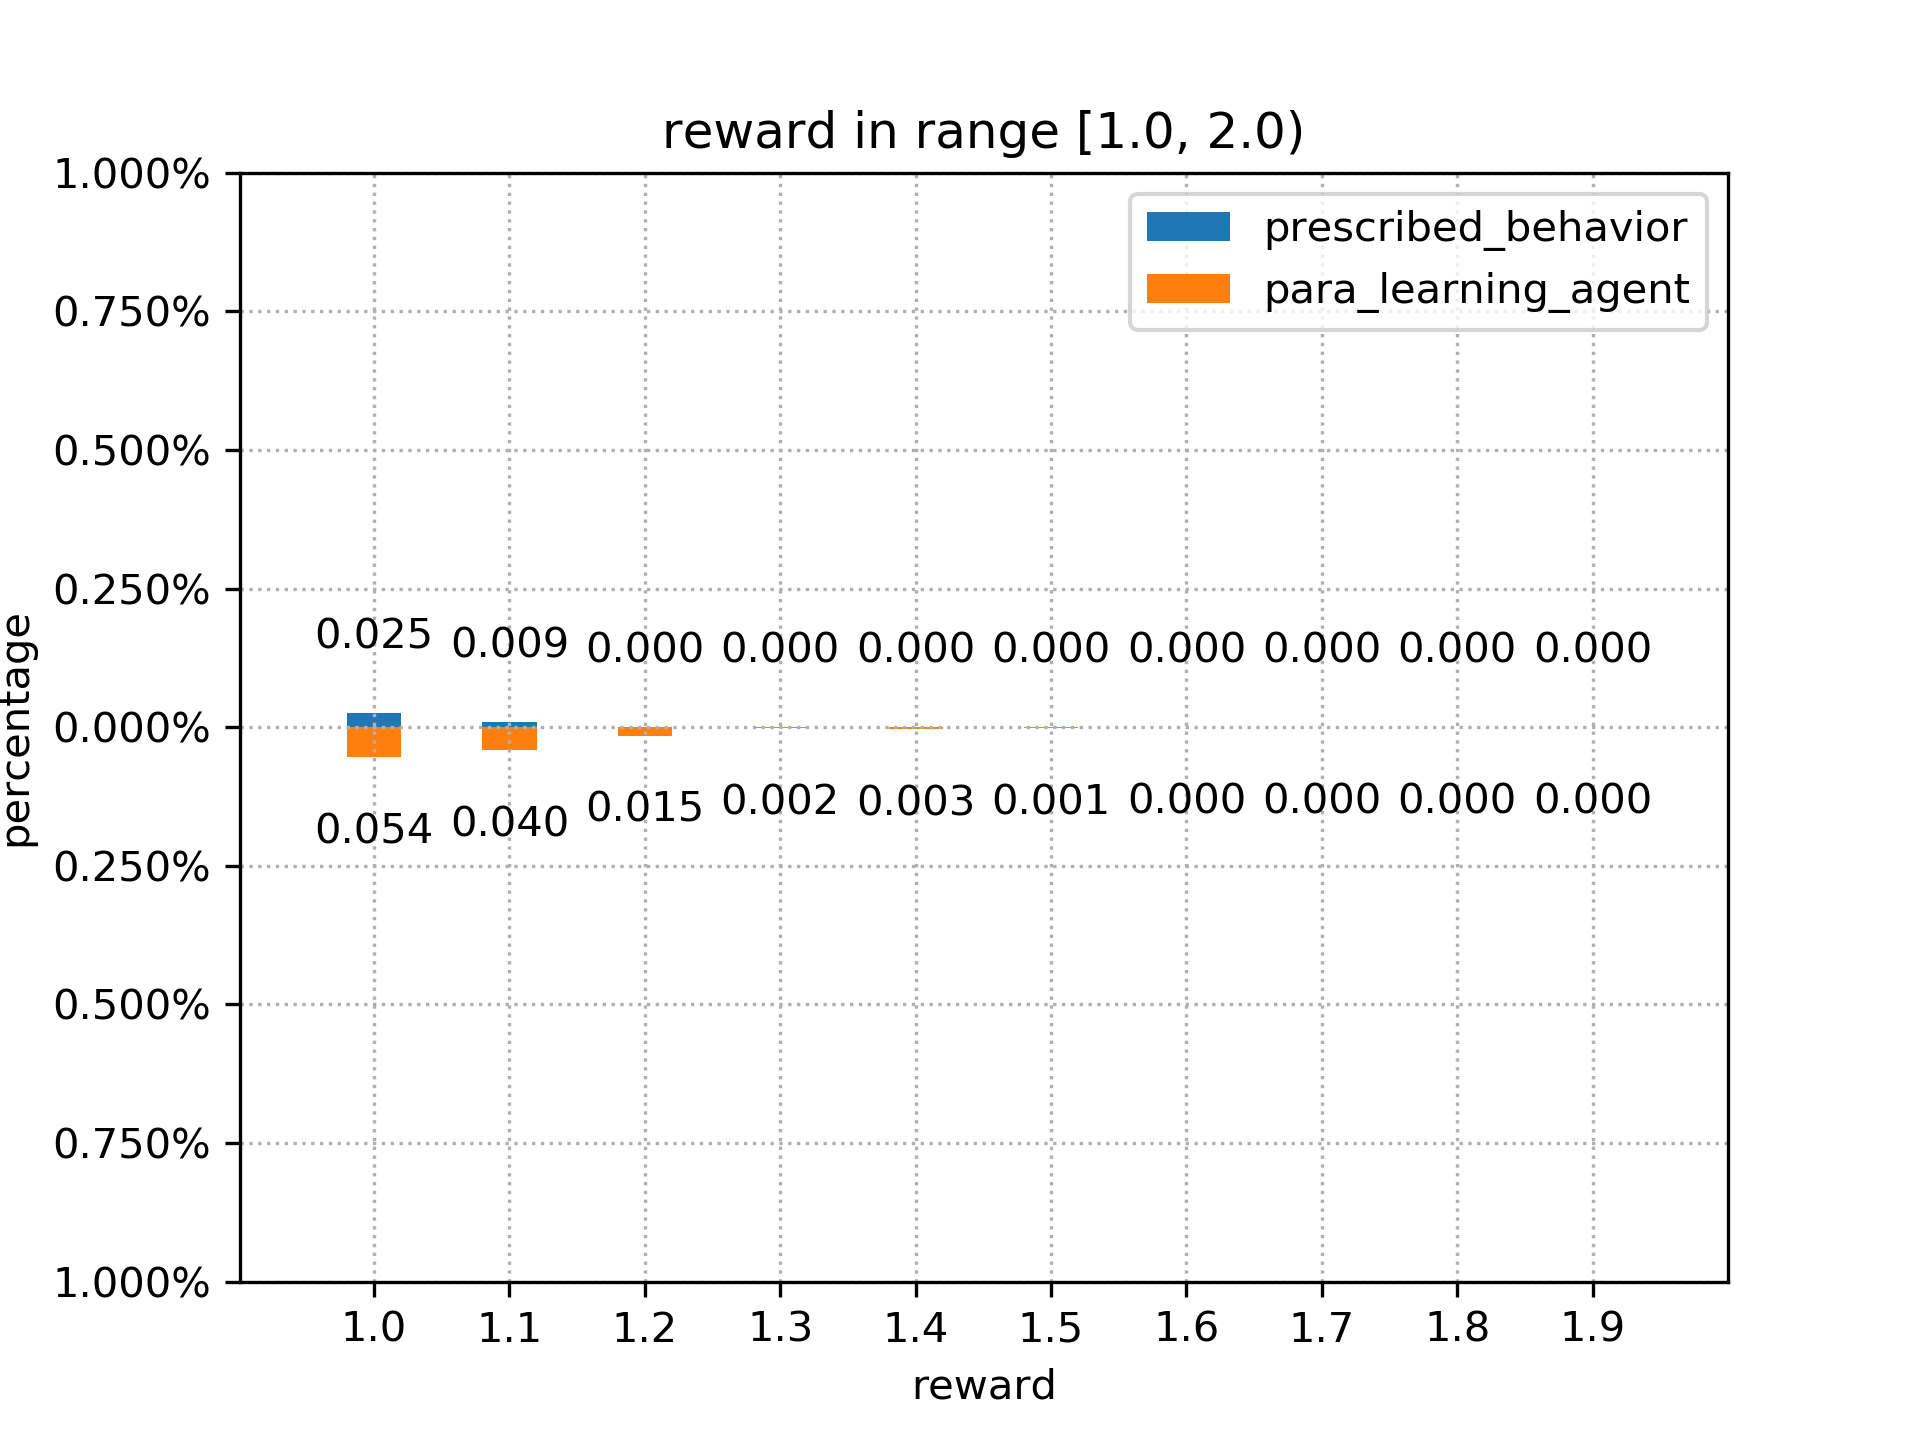 reward in range [1.0, 2.0)
prescribed_behavior
para_learning_agent
1.000%
0.750%
0.500%
0.250%
0.000%
0.250%
0.500%
0.750%
1.000%
percentage
0.025 0.009 0.000 0.000 0.000 0.000 0.000 0.000 0.000 0.000
0.054 0.040 0.015 0.002 0.003 0.001 0.000 0.000 0.000 0.000
1.0 1.1 1.2 1.3 1.4 1.5 1.6 1.7 1.8 1.9
reward